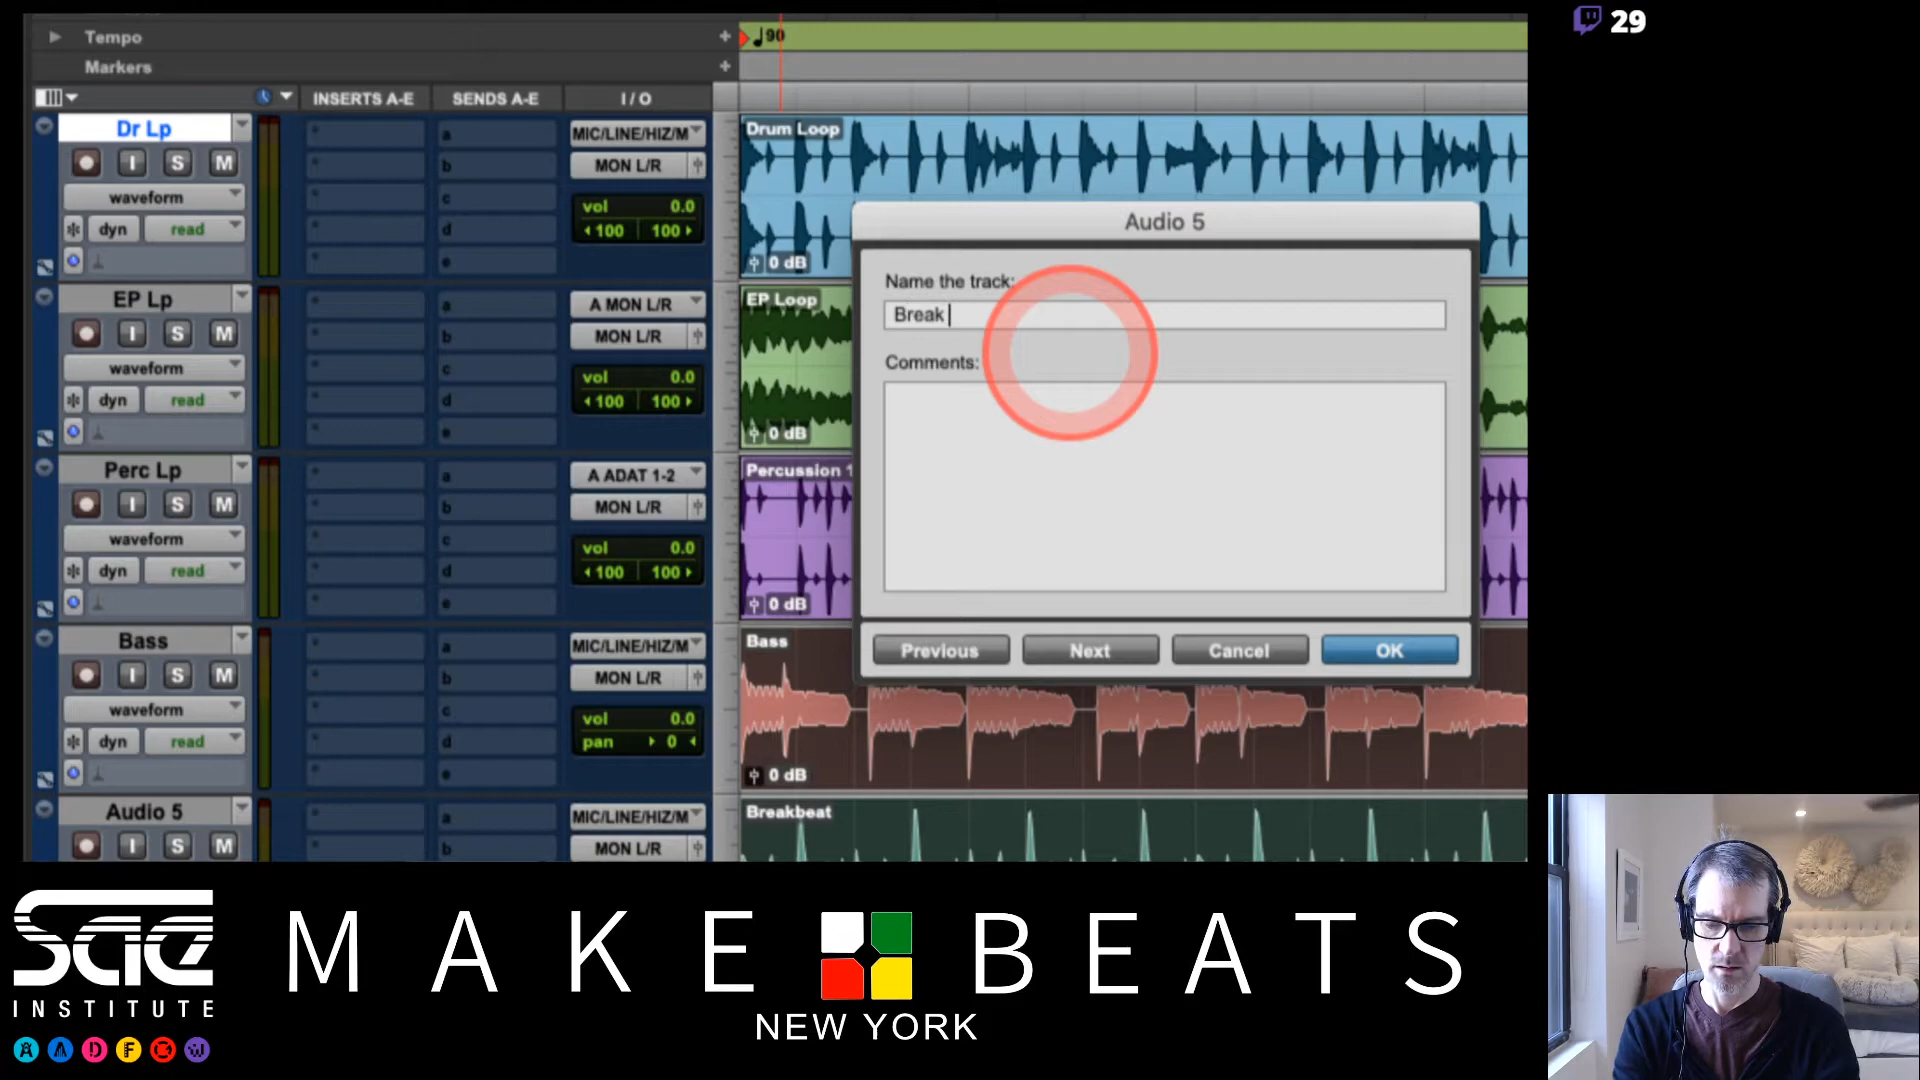 Tempo
90
29
Markers
INSERTS A-E SENDS A-E I / O
Dr Lp
a
MIC/LINE/HIZ/M
Drum Loop
I S M
b
MON L/R
waveform
c
vol 0.0
dyn read
d
100 100
e
0 dB
EP Lp
a
A MON L/R
EP Loop
I S M
b
MON L/R
waveform
c
vol 0.0
dyn read
d
100 100
e
0 dB
Perc Lp
a
A ADAT 1-2
Percussion 1
I S M
b
MON L/R
waveform
c
vol 0.0
dyn read
d
100 100
e
0 dB
Bass
a
MIC/LINE/HIZ/M
Bass
I S M
b
MON L/R
waveform
c
vol 0.0
dyn read
d
pan 0
e
0 dB
Audio 5
a
MIC/LINE/HIZ/M
Breakbeat
I S M
b
MON L/R
Audio 5
Name the track:
Break
Comments:
Previous Next Cancel OK
sae
INSTITUTE
A A D F W
MAKE BEATS
NEW YORK